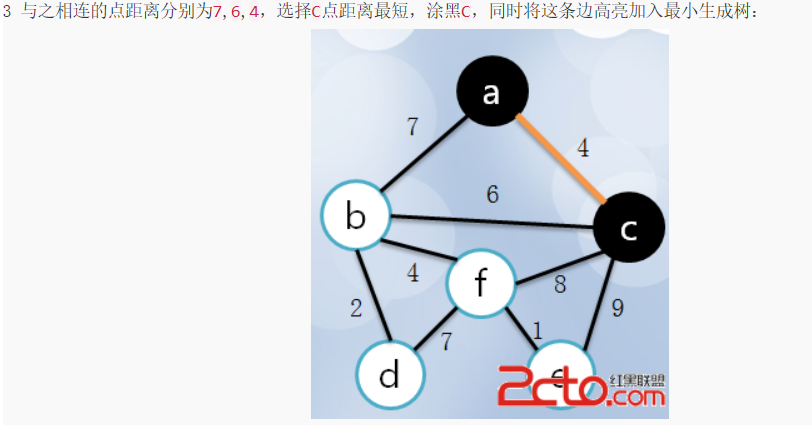 3 与之相连的点距离分别为7,6,4，选择C点距离最短，涂黑C，同时将这条边高亮加入最小生成树：
a
7
4
6
b
c
4
f
8
2
9
7
1
d
e
2cto.com
红黑联盟